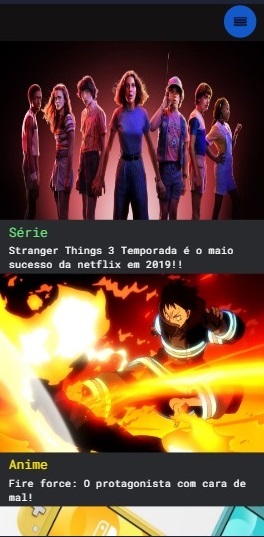 Série
Stranger Things 3 Temporada é o maio
sucesso da netflix em 2019!!
Anime
Fire force: O protagonista com cara de
mal!